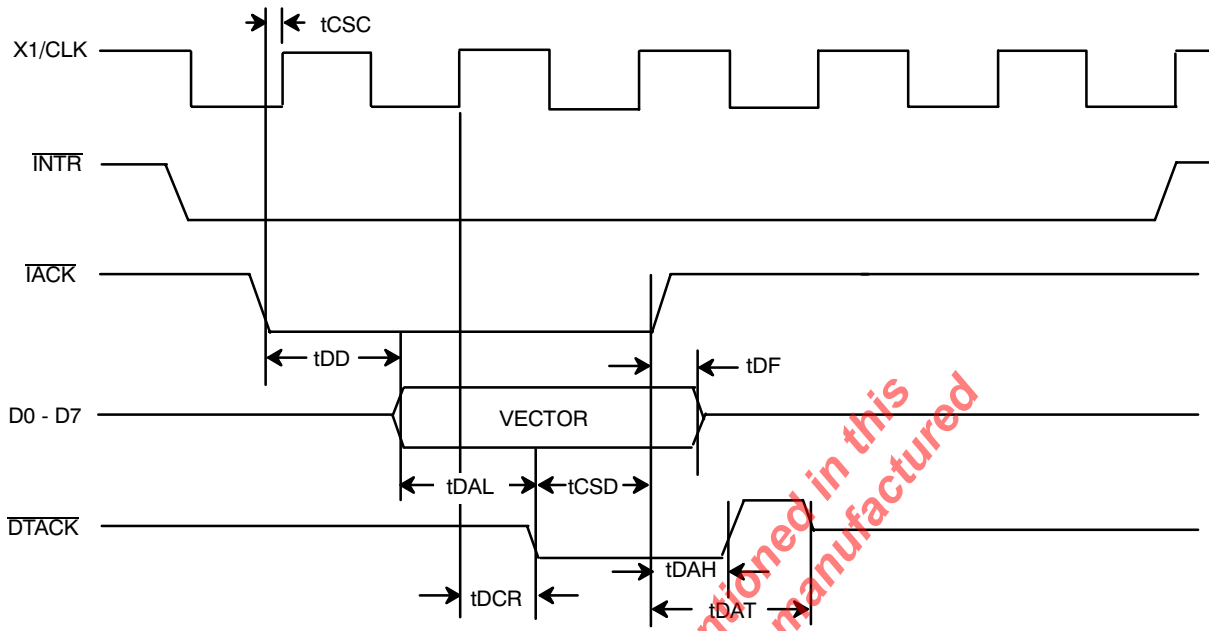 tCSC
X1/CLK
INTR
IACK
tDD
tDF
D0 - D7
VECTOR
tDAL
tCSD
DTACK
tDAH
tDCR
tDAT
ntioned in this
manufactured